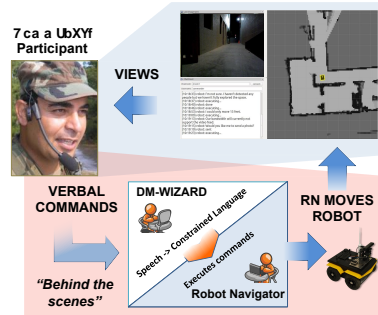 7 ca a UbXYf
Participant
VIEWS
VERBAL
COMMANDS
DM-WIZARD
Speech -> Constrained Language
Executes commands
Robot Navigator
RN MOVES
ROBOT
“Behind the
scenes”